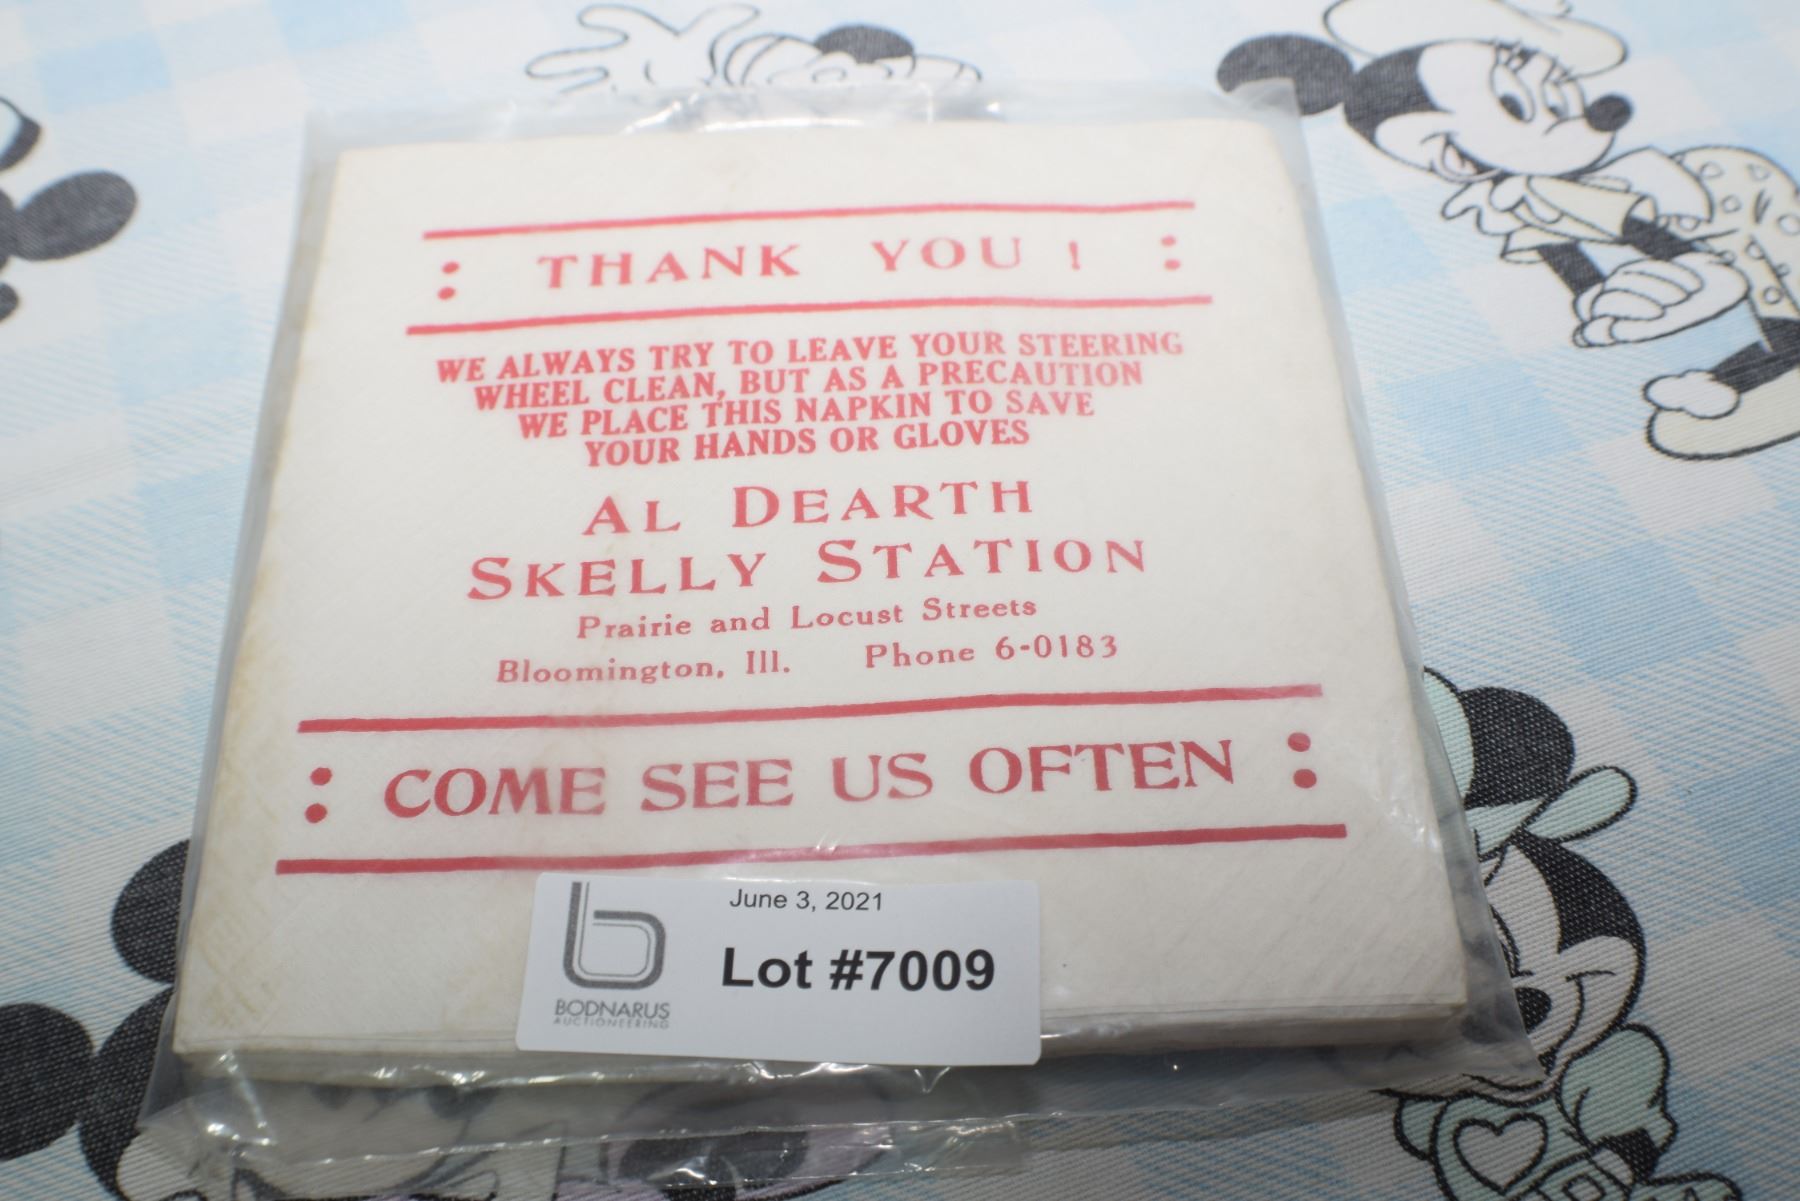 : THANK YOU ! :
WE ALWAYS TRY TO LEAVE YOUR STEERING
WHEEL CLEAN, BUT AS A PRECAUTION
WE PLACE THIS NAPKIN TO SAVE
YOUR HANDS OR GLOVES
AL DEARTH
SKELLY STATION
Prairie and Locust Streets
Bloomington, Ill. Phone 6-0183
: COME SEE US OFTEN :
June 3, 2021
Lot #7009
BODNARUS
AUCTIONEERING